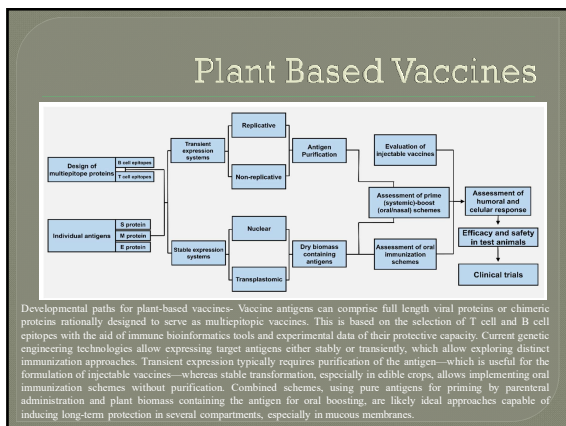 Plant Based Vaccines
Design of
multiepitope proteins
B cell epitopes
T cell epitopes
Individual antigens
S protein
M protein
E protein
Transient
expression
systems
Stable expression
systems
Replicative
Non-replicative
Nuclear
Transplastomic
Antigen
Purification
Dry biomass
containing
antigens
Evaluation of
injectable vaccines
Assessment of prime
(systemic)-boost
(oral/nasal) schemes
Assessment of oral
immunization
schemes
Assessment of
humoral and
celular response
Efficacy and safety
in test animals
Clinical trials
Developmental paths for plant-based vaccines- Vaccine antigens can comprise full length viral proteins or chimeric
proteins rationally designed to serve as multiepitopic vaccines. This is based on the selection of T cell and B cell
epitopes with the aid of immune bioinformatics tools and experimental data of their protective capacity. Current genetic
engineering technologies allow expressing target antigens either stably or transiently, which allow exploring distinct
immunization approaches. Transient expression typically requires purification of the antigen—which is useful for the
formulation of injectable vaccines—whereas stable transformation, especially in edible crops, allows implementing oral
immunization schemes without purification. Combined schemes, using pure antigens for priming by parenteral
administration and plant biomass containing the antigen for oral boosting, are likely ideal approaches capable of
inducing long-term protection in several compartments, especially in mucous membranes.